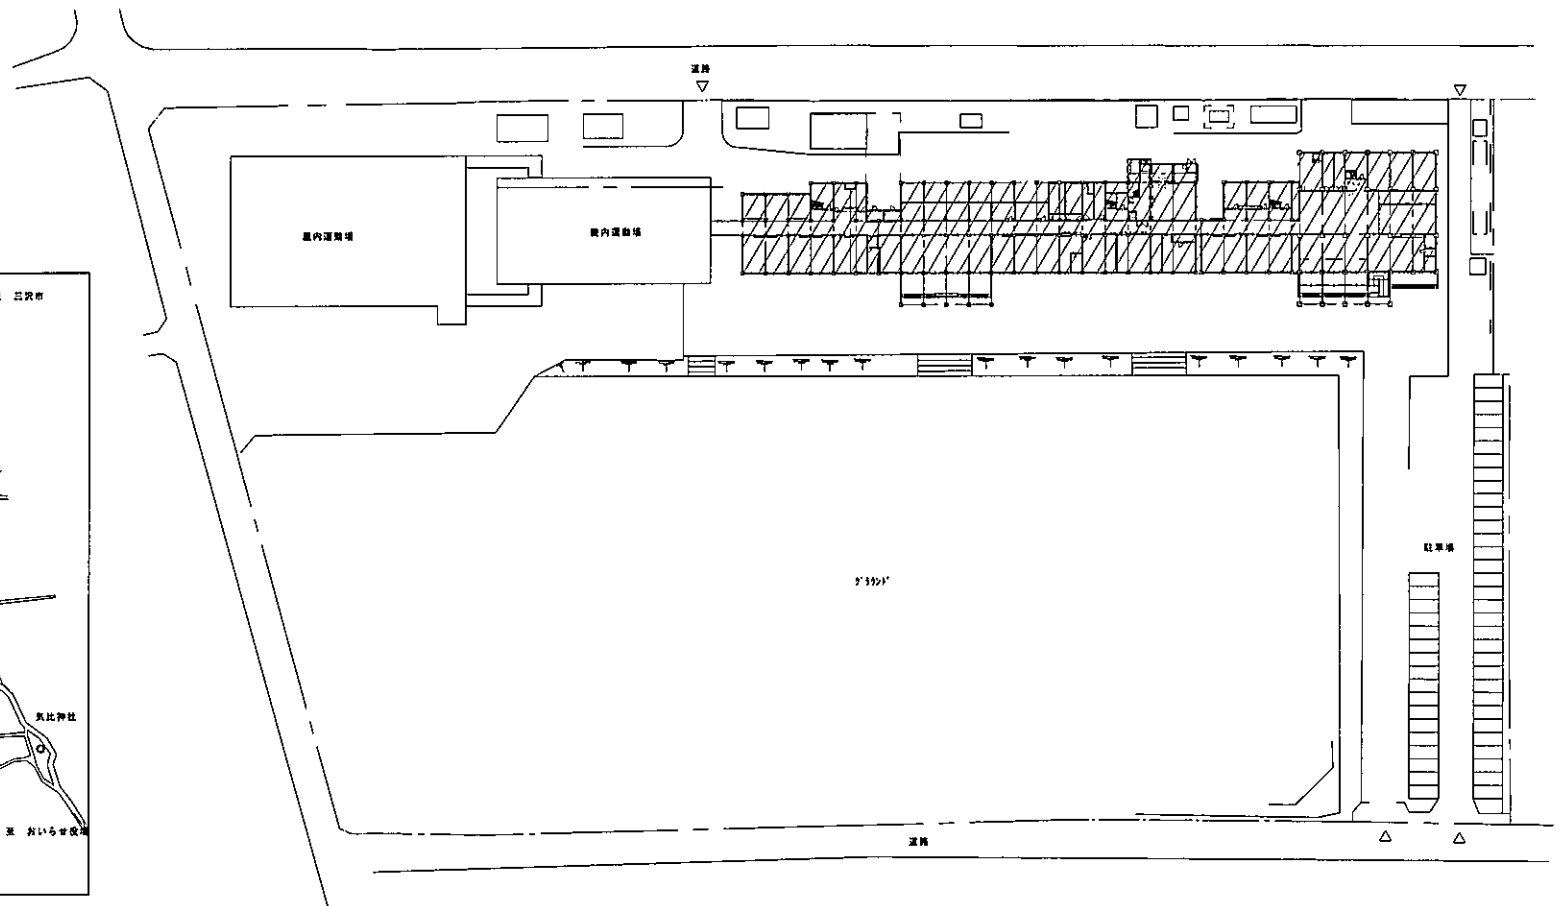 道路
屋内運動場
屋内運動場
三沢市
グラウンド
駐車場
気比神社
至 おいらせ役場
道路